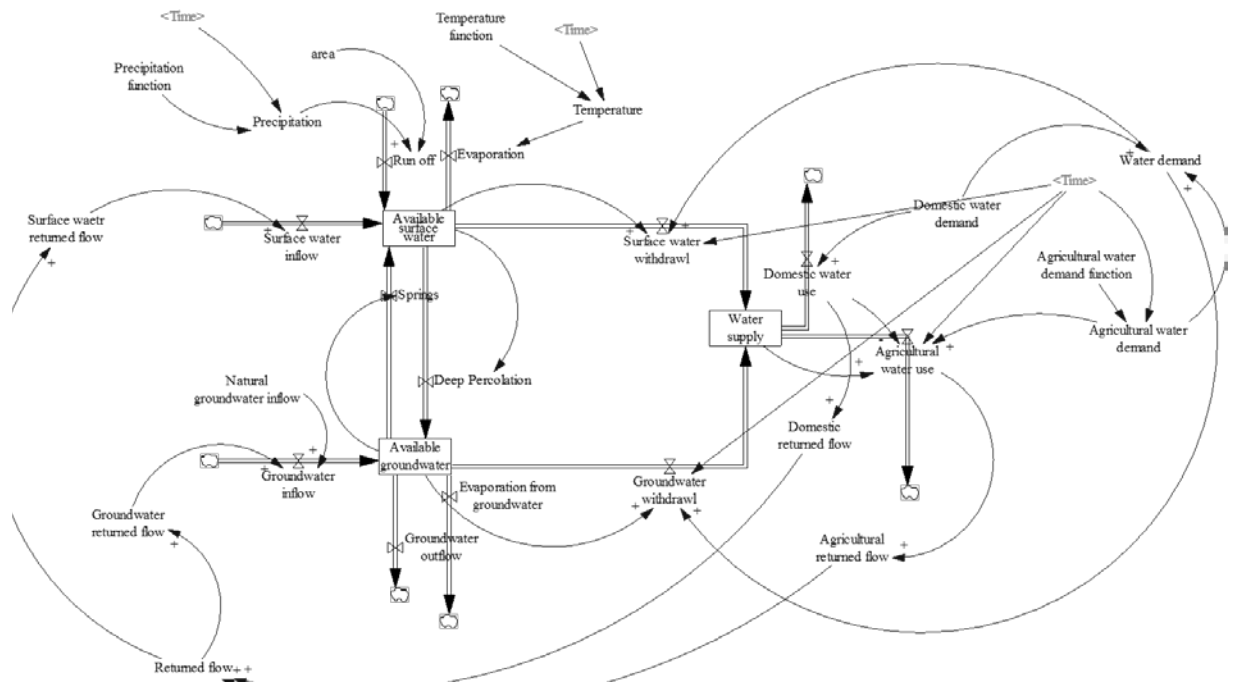 <Time>
Temperature
function
<Time>
area
Precipitation
function
Precipitation
Temperature
Run off
Evaporation
Water demand
<Time>
Surface waetr
returned flow
Surface water
inflow
Available
surface
water
Surface water
withdrawl
Domestic water
demand
Domestic water
use
Agricultural water
demand function
Springs
Water
supply
Agricultural water
demand
Agricultural
water use
Natural
groundwater inflow
Deep Percolation
Domestic
returned flow
Available
groundwater
Groundwater
inflow
Evaporation from
groundwater
Groundwater
withdrawl
Groundwater
returned flow
Groundwater
outflow
Agricultural
returned flow
Returned flow